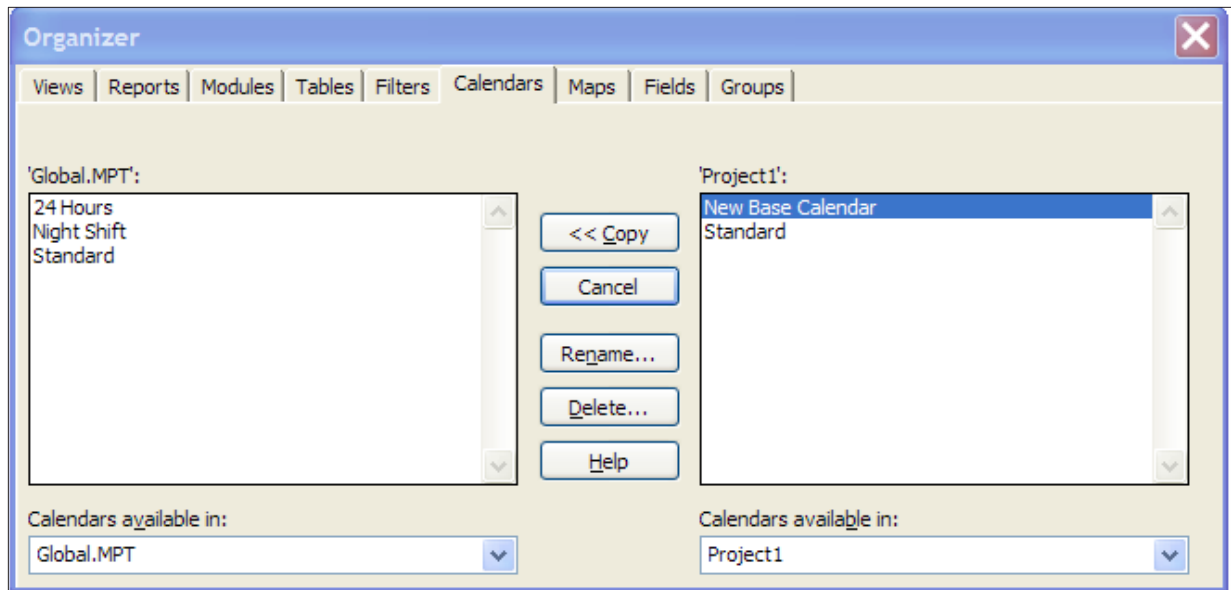 Organizer
Views Reports Modules Tables Filters Calendars Maps Fields Groups
'Global.MPT':
24 Hours
Night Shift
Standard
<< Copy
Cancel
Rename...
Delete...
Help
'Project1':
New Base Calendar
Standard
Calendars available in:
Global.MPT
Calendars available in:
Project1